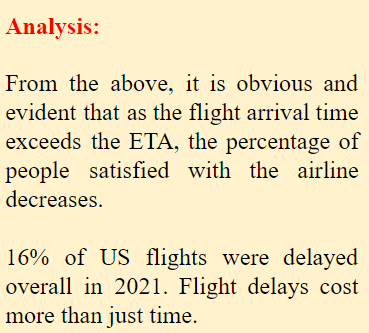 Analysis:
From the above, it is obvious and
evident that as the flight arrival time
exceeds the ETA, the percentage of
people satisfied with the airline
decreases.
16% of US flights were delayed
overall in 2021. Flight delays cost
more than just time.